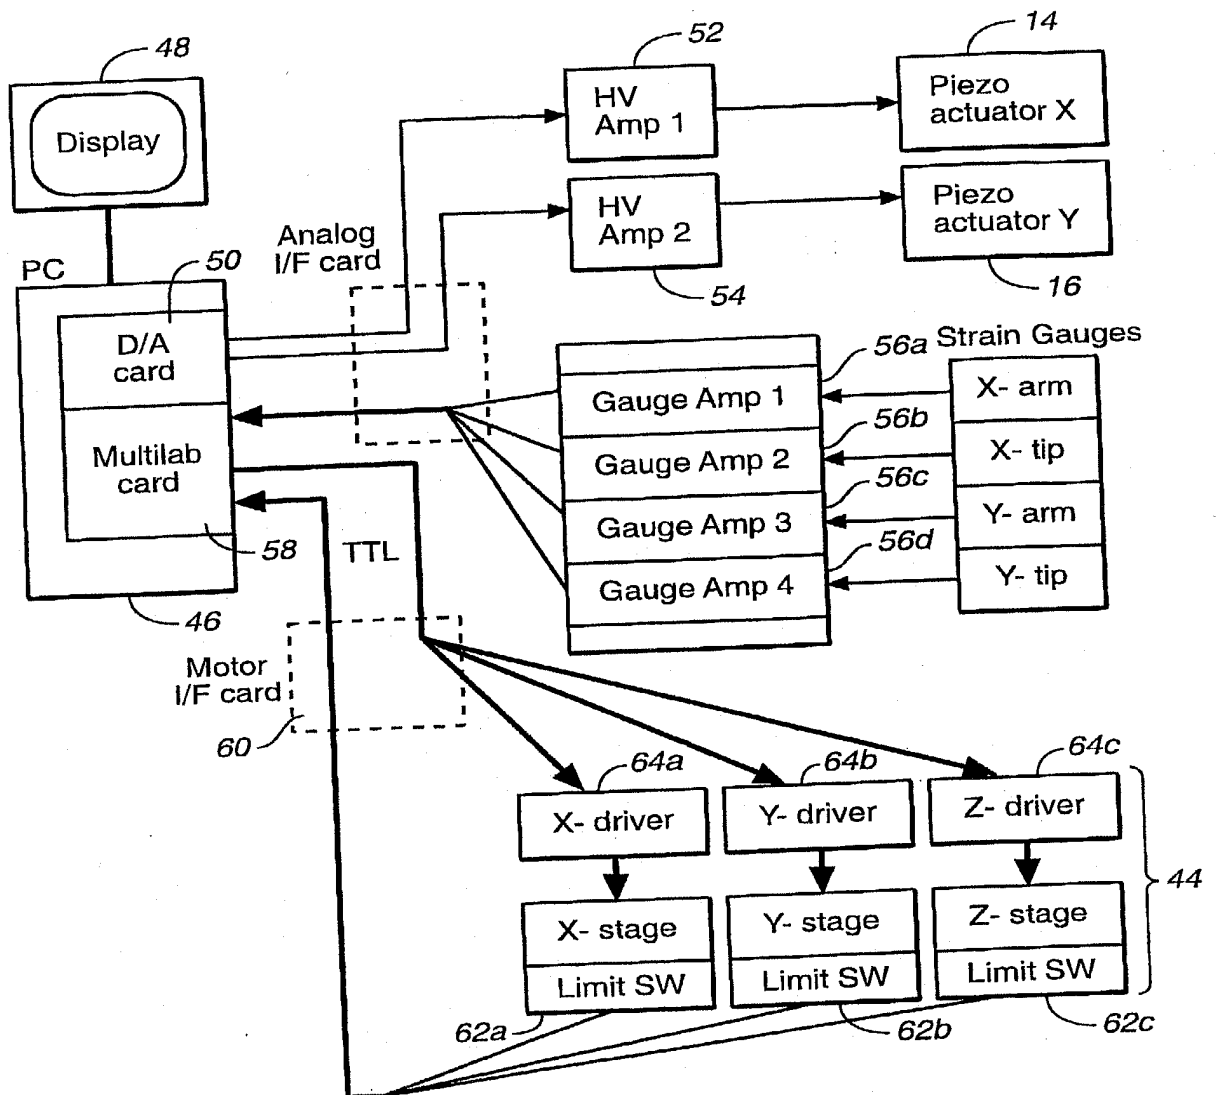 48
Display
PC
50
D/A
card
Multilab
card
58
46
Analog
I/F card
52
HV
Amp 1
14
Piezo
actuator X
HV
Amp 2
54
Piezo
actuator Y
16
Strain Gauges
56a
Gauge Amp 1
X- arm
56b
Gauge Amp 2
X- tip
56c
Gauge Amp 3
Y- arm
56d
Gauge Amp 4
Y- tip
TTL
Motor
I/F card
60
64a
X- driver
64b
Y- driver
64c
Z- driver
44
X- stage
Limit SW
62a
Y- stage
Limit SW
62b
Z- stage
Limit SW
62c